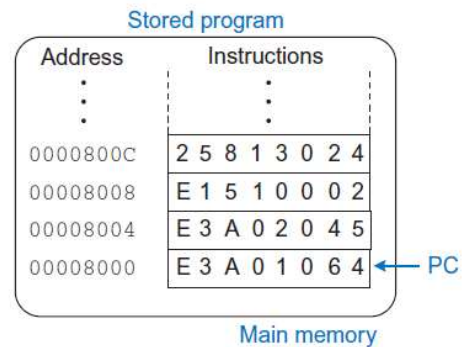 Stored program
Address Instructions
0000800C 2 5 8 1 3 0 2 4
00008008 E 1 5 1 0 0 0 2
00008004 E 3 A 0 2 0 4 5
00008000 E 3 A 0 1 0 6 4 PC
Main memory